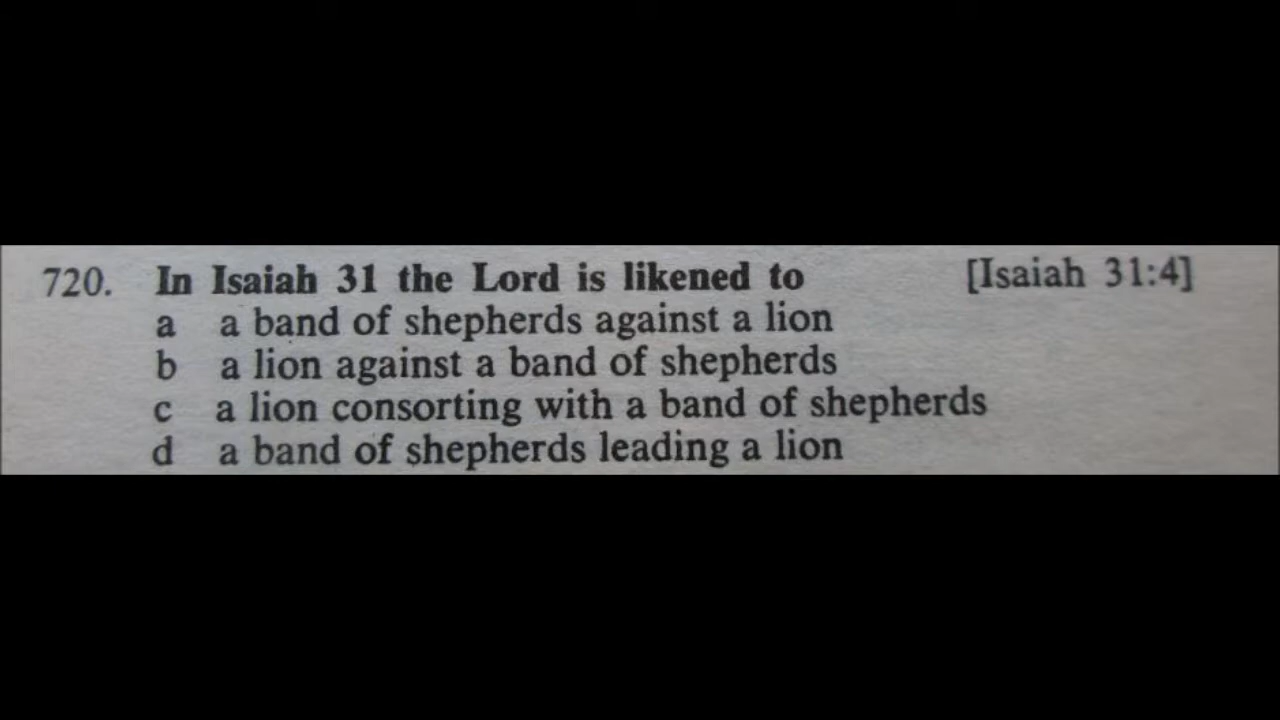 720. In Isaiah 31 the Lord is likened to [Isaiah 31:4]
a a band of shepherds against a lion
b a lion against a band of shepherds
c a lion consorting with a band of shepherds
d a band of shepherds leading a lion